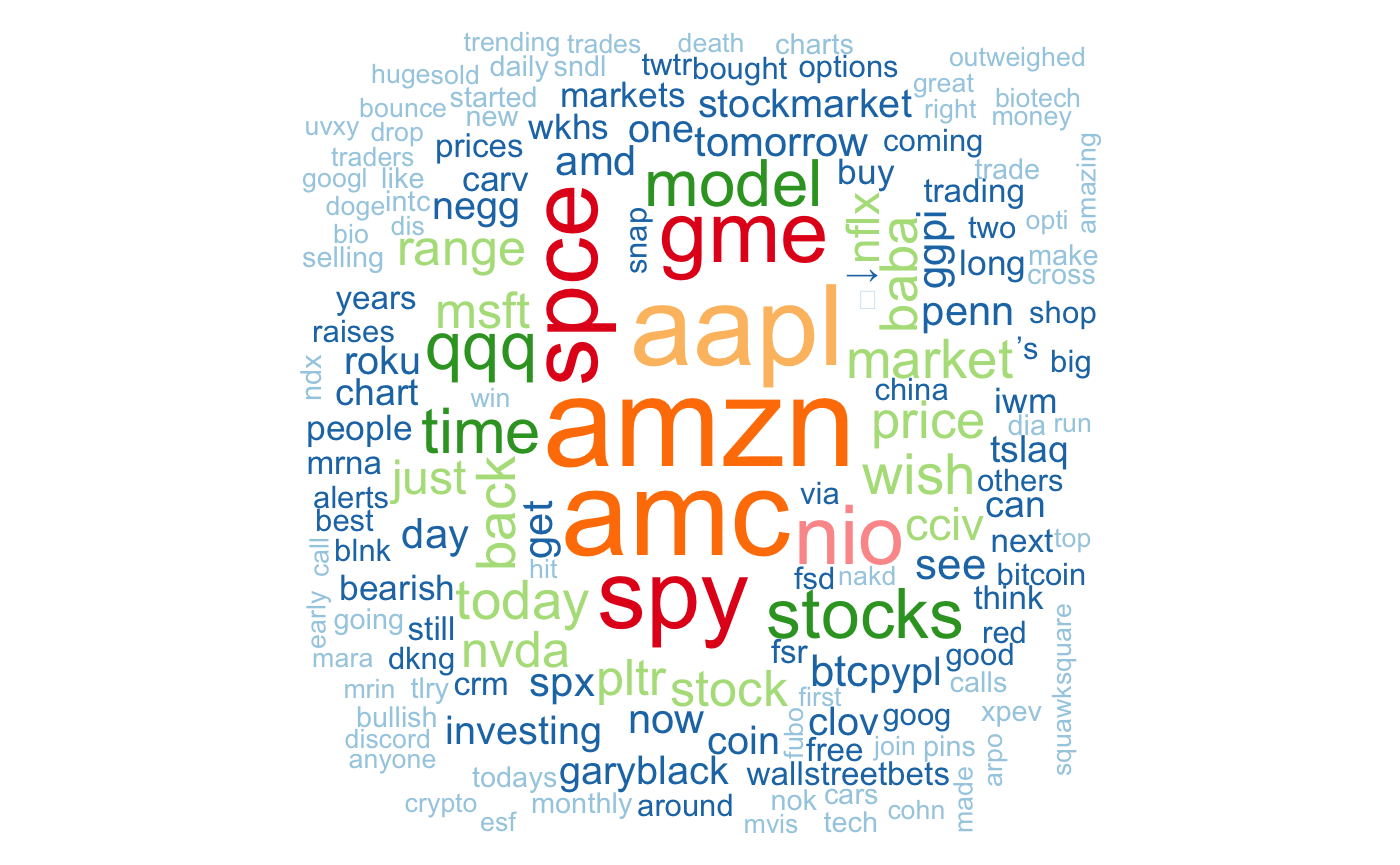 trending trades death charts
outweighed
twtr bought options
hugesold daily sndl
great
bounce started markets stockmarket right biotech
money
uvxy drop new wkhs one tomorrow coming
amazing
traders prices amd model buy trade
googl like carv trading
doge intc negg spce snap gme nflx baba ggpi two opti
bio dis range long make
selling → cross
years msft aapl penn shop
raises qqq market 's big
ndx roku
chart win amzn china iwm
people time price dia run
mrna just back wish tslaq
alerts get amc via others
best day nio cciv can
call blnk next top
hit see bitcoin
early bearish today spy fsd nakd think
going still stocks red
mara dkng nvda fsr good
squawksquare
mrin tlry crm spx pltr stock btcpypl calls
first
bullish investing now clov goog xpev
discord coin fubo free join pins
anyone arpo
todays garyblack wallstreetbets
crypto monthly around nok cars made
esf mvis tech cohn